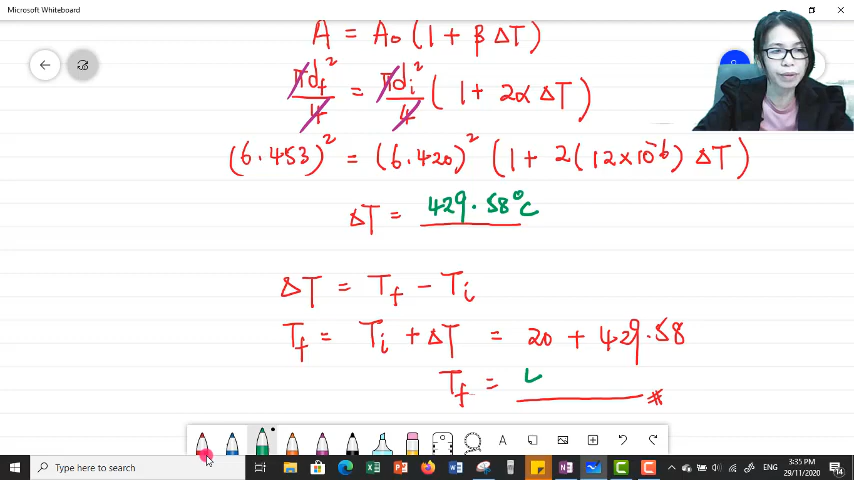 Microsoft Whiteboard
A = A₀ (1 + β ΔT)
πd_f²/4 = πd_i²/4 ( 1 + 2α ΔT )
(6.453)² = (6.420)² (1 + 2(12×10⁻⁶) ΔT )
ΔT = 429.58°C
ΔT = T_f - T_i
T_f = T_i + ΔT = 20 + 429.58
T_f =
Type here to search
ENG
3:35 PM
29/11/2020